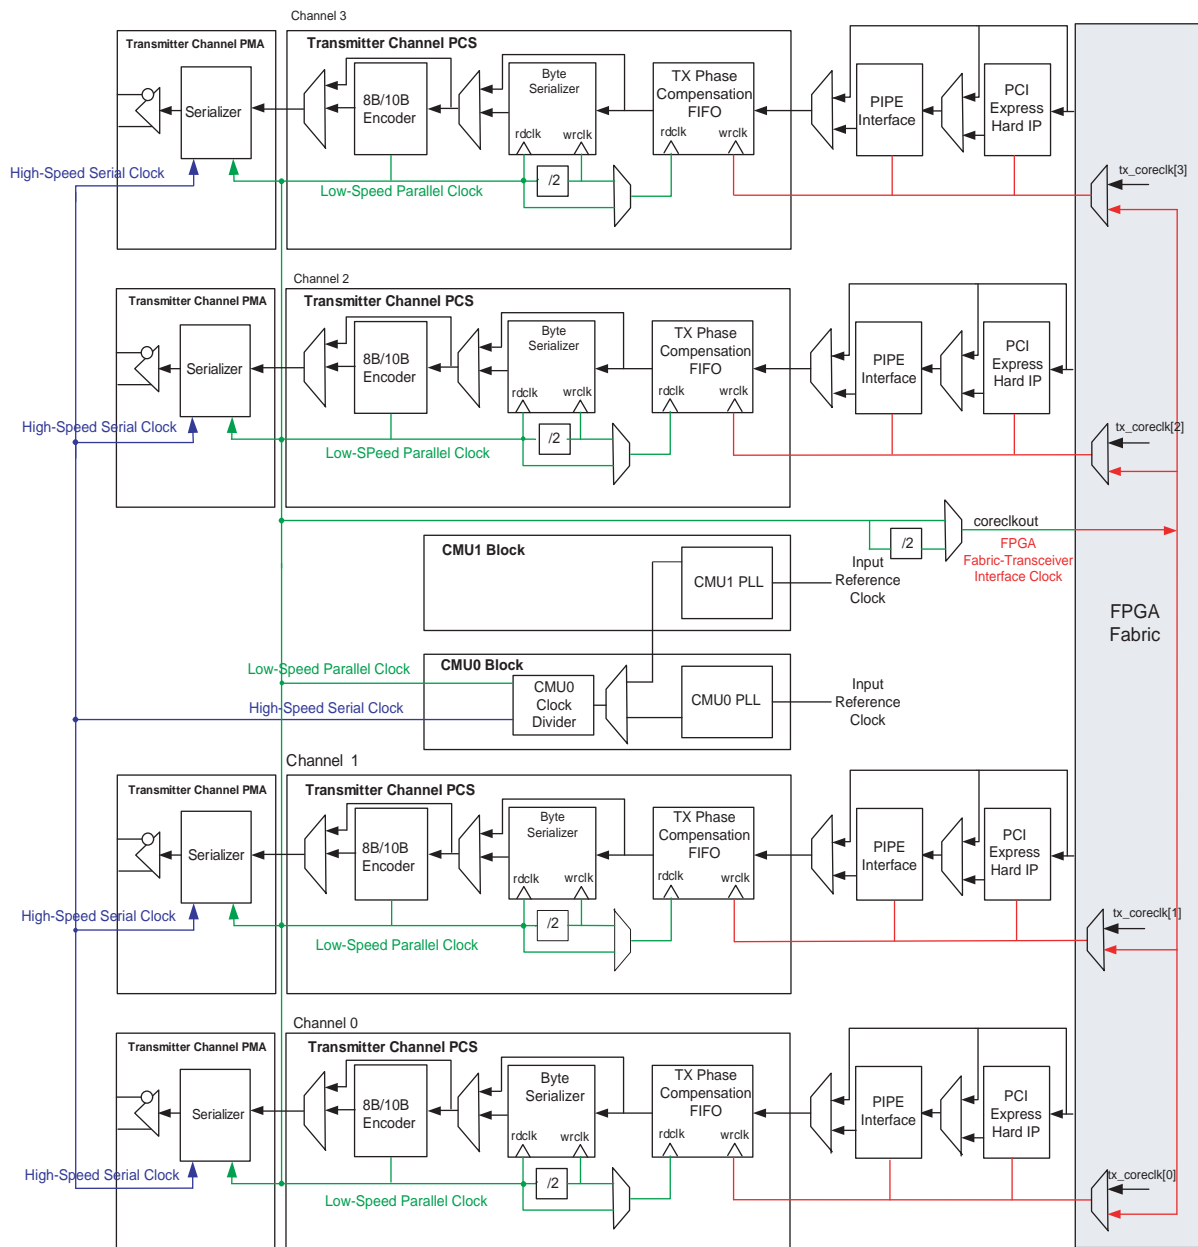 Channel 3
Transmitter Channel PMA
Transmitter Channel PCS
Serializer
8B/10B
Encoder
Byte
Serializer
rdclk
wrclk
TX Phase
Compensation
FIFO
rdclk
wrclk
PIPE
Interface
PCI
Express
Hard IP
High-Speed Serial Clock
Low-Speed Parallel Clock
/2
tx_coreclk[3]
Channel 2
Transmitter Channel PMA
Transmitter Channel PCS
Serializer
8B/10B
Encoder
Byte
Serializer
rdclk
wrclk
TX Phase
Compensation
FIFO
rdclk
wrclk
PIPE
Interface
PCI
Express
Hard IP
High-Speed Serial Clock
Low-SPeed Parallel Clock
/2
tx_coreclk[2]
coreclkout
/2
FPGA
Fabric-Transceiver
Interface Clock
CMU1 Block
CMU1 PLL
Input
Reference
Clock
FPGA
Fabric
CMU0 Block
Low-Speed Parallel Clock
High-Speed Serial Clock
CMU0
Clock
Divider
CMU0 PLL
Input
Reference
Clock
Channel 1
Transmitter Channel PMA
Transmitter Channel PCS
Serializer
8B/10B
Encoder
Byte
Serializer
rdclk
wrclk
TX Phase
Compensation
FIFO
rdclk
wrclk
PIPE
Interface
PCI
Express
Hard IP
High-Speed Serial Clock
Low-Speed Parallel Clock
/2
tx_coreclk[1]
Channel 0
Transmitter Channel PMA
Transmitter Channel PCS
Serializer
8B/10B
Encoder
Byte
Serializer
rdclk
wrclk
TX Phase
Compensation
FIFO
rdclk
wrclk
PIPE
Interface
PCI
Express
Hard IP
High-Speed Serial Clock
Low-Speed Parallel Clock
/2
tx_coreclk[0]